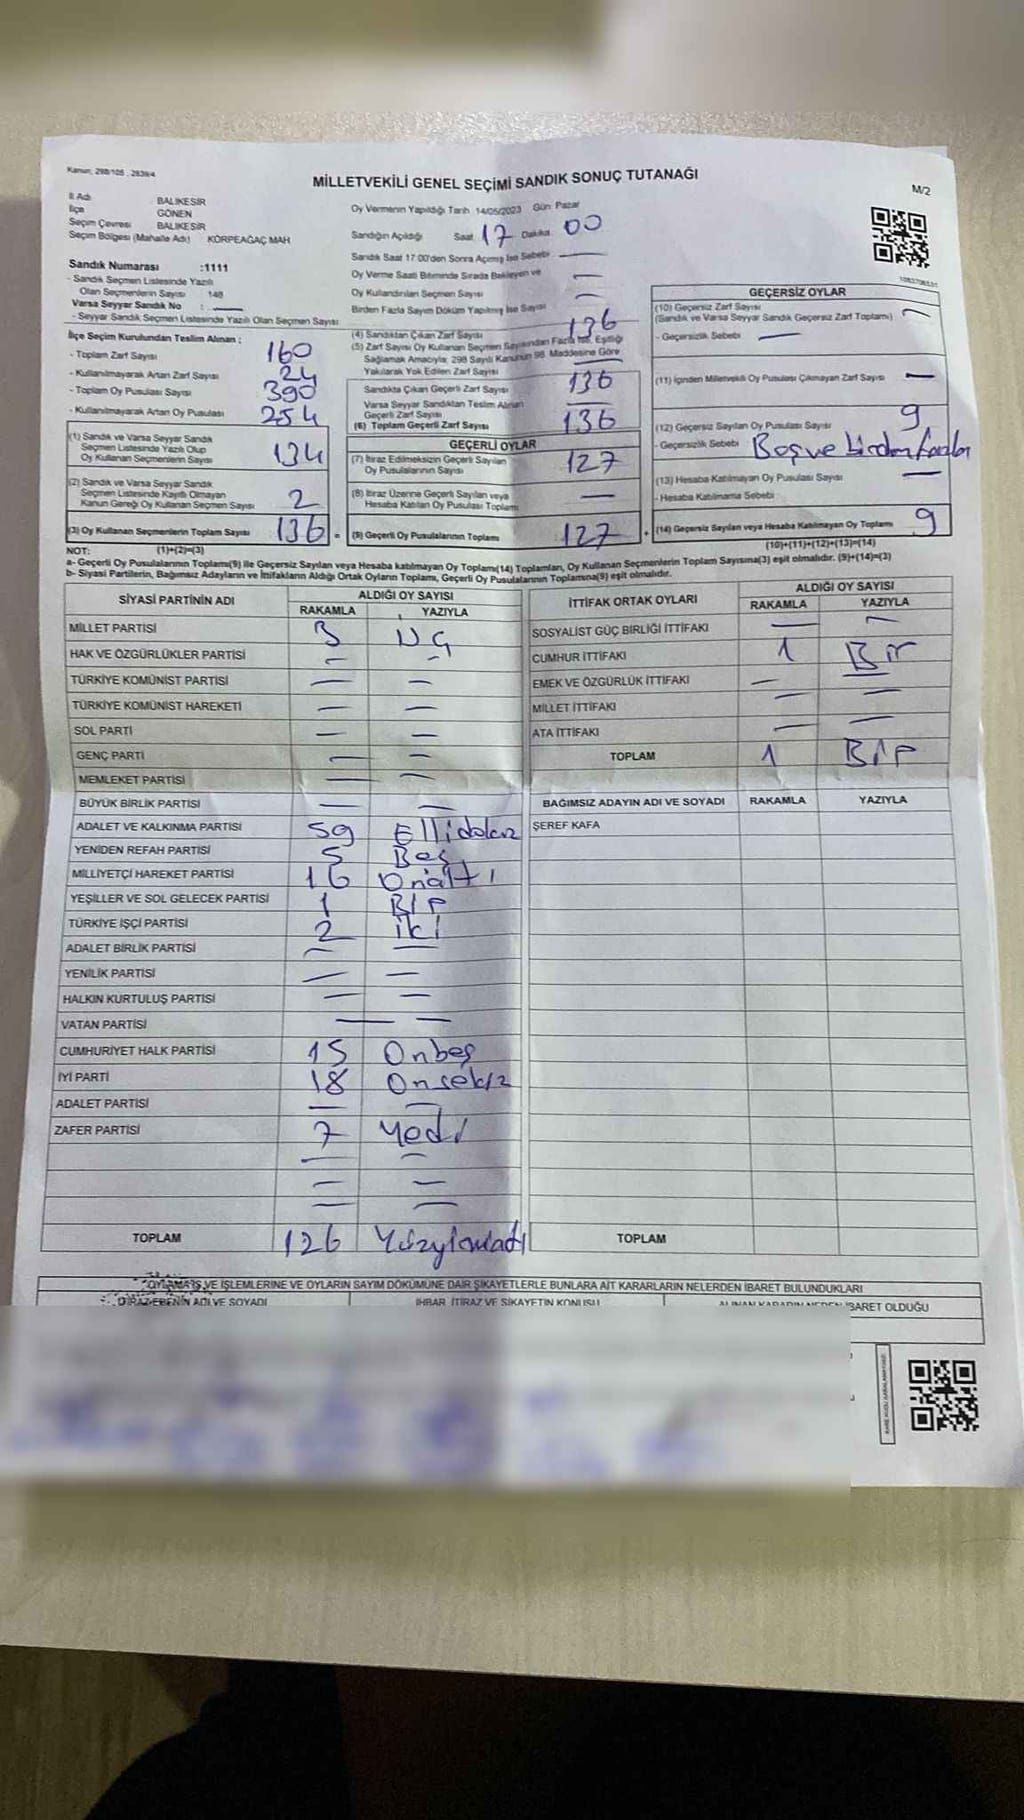 Kanun, 298/105 , 2839/4
MİLLETVEKİLİ GENEL SEÇİMİ SANDIK SONUÇ TUTANAĞI
M/2
İl Adı BALIKESİR
İlçe GÖNEN
Seçim Çevresi BALIKESİR
Seçim Bölgesi (Mahalle Adı) KÖRPEAĞAÇ MAH
Oy Vermenin Yapıldığı Tarih 14/05/2023 Gün Pazar
Sandığın Açıldığı Saat 17 Dakika 00
Sandık Saat 17:00'den Sonra Açılmış İse Sebebi —
Oy Verme Saati Bitiminde Sırada Bekleyen ve —
Oy Kullandırılan Seçmen Sayısı —
Birden Fazla Sayım Döküm Yapılmış İse Sayısı
Sandık Numarası :1111
- Sandık Seçmen Listesinde Yazılı
Olan Seçmenlerin Sayısı 148
Varsa Seyyar Sandık No : —
- Seyyar Sandık Seçmen Listesinde Yazılı Olan Seçmen Sayısı
İlçe Seçim Kurulundan Teslim Alınan :
- Toplam Zarf Sayısı 160
- Kullanılmayarak Artan Zarf Sayısı 24
- Toplam Oy Pusulası Sayısı 390
- Kullanılmayarak Artan Oy Pusulası 254
(1) Sandık ve Varsa Seyyar Sandık
Seçmen Listesinde Yazılı Olup
Oy Kullanan Seçmenlerin Sayısı 134
(2) Sandık ve Varsa Seyyar Sandık
Seçmen Listesinde Kayıtlı Olmayan
Kanun Gereği Oy Kullanan Seçmen Sayısı 2
(3) Oy Kullanan Seçmenlerin Toplam Sayısı 136 =
(4) Sandıktan Çıkan Zarf Sayısı 136
(5) Zarf Sayısı Oy Kullanan Seçmen Sayısından Fazla İse, Eşitliği
Sağlamak Amacıyla; 298 Sayılı Kanunun 98. Maddesine Göre
Yakılarak Yok Edilen Zarf Sayısı —
Sandıkta Çıkan Geçerli Zarf Sayısı 136
Varsa Seyyar Sandıktan Teslim Alınan
Geçerli Zarf Sayısı —
(6) Toplam Geçerli Zarf Sayısı 136
GEÇERLİ OYLAR
(7) İtiraz Edilmeksizin Geçerli Sayılan
Oy Pusulalarının Sayısı 127
(8) İtiraz Üzerine Geçerli Sayılan veya
Hesaba Katılan Oy Pusulası Toplamı —
(9) Geçerli Oy Pusulalarının Toplamı 127 +
GEÇERSİZ OYLAR
(10) Geçersiz Zarf Sayısı —
(Sandık ve Varsa Seyyar Sandık Geçersiz Zarf Toplamı)
- Geçersizlik Sebebi —
(11) İçinden Milletvekili Oy Pusulası Çıkmayan Zarf Sayısı —
(12) Geçersiz Sayılan Oy Pusulası Sayısı 9
- Geçersizlik Sebebi Boş ve birden fazla
(13) Hesaba Katılmayan Oy Pusulası Sayısı —
- Hesaba Katılmama Sebebi
(14) Geçersiz Sayılan veya Hesaba Katılmayan Oy Toplamı 9
NOT: (1)+(2)=(3)
(10)+(11)+(12)+(13)=(14)
a- Geçerli Oy Pusulalarının Toplamı(9) ile Geçersiz Sayılan veya Hesaba katılmayan Oy Toplamı(14) Toplamları, Oy Kullanan Seçmenlerin Toplam Sayısına(3) eşit olmalıdır. (9)+(14)=(3)
b- Siyasi Partilerin, Bağımsız Adayların ve İttifakların Aldığı Ortak Oyların Toplamı, Geçerli Oy Pusulalarının Toplamına(9) eşit olmalıdır.
SİYASİ PARTİNİN ADI
ALDIĞI OY SAYISI
RAKAMLA YAZIYLA
MİLLET PARTİSİ 3 Üç
HAK VE ÖZGÜRLÜKLER PARTİSİ — —
TÜRKİYE KOMÜNİST PARTİSİ — —
TÜRKİYE KOMÜNİST HAREKETİ — —
SOL PARTİ — —
GENÇ PARTİ — —
MEMLEKET PARTİSİ — —
BÜYÜK BİRLİK PARTİSİ — —
ADALET VE KALKINMA PARTİSİ 59 Ellidokuz
YENİDEN REFAH PARTİSİ 5 Beş
MİLLİYETÇİ HAREKET PARTİSİ 16 Onaltı
YEŞİLLER VE SOL GELECEK PARTİSİ 1 Bir
TÜRKİYE İŞÇİ PARTİSİ 2 iki
ADALET BİRLİK PARTİSİ — —
YENİLİK PARTİSİ — —
HALKIN KURTULUŞ PARTİSİ — —
VATAN PARTİSİ — —
CUMHURİYET HALK PARTİSİ 15 Onbeş
İYİ PARTİ 18 Onsekiz
ADALET PARTİSİ — —
ZAFER PARTİSİ 7 Yedi
— —
— —
— —
TOPLAM 126 Yüzyirmialtı
İTTİFAK ORTAK OYLARI
ALDIĞI OY SAYISI
RAKAMLA YAZIYLA
SOSYALİST GÜÇ BİRLİĞİ İTTİFAKI — —
CUMHUR İTTİFAKI 1 Bir
EMEK VE ÖZGÜRLÜK İTTİFAKI — —
MİLLET İTTİFAKI — —
ATA İTTİFAKI — —
TOPLAM 1 Bir
BAĞIMSIZ ADAYIN ADI VE SOYADI RAKAMLA YAZIYLA
ŞEREF KAFA
TOPLAM
VE İŞLEMLERİNE VE OYLARIN SAYIM DÖKÜMÜNE DAİR ŞİKAYETLERLE BUNLARA AİT KARARLARIN NELERDEN İBARET BULUNDUKLARI
İTİRAZ EDENİN ADI VE SOYADI
İHBAR, İTİRAZ VE ŞİKAYETİN KONUSU
ALINAN KARARIN NEDEN İBARET OLDUĞU